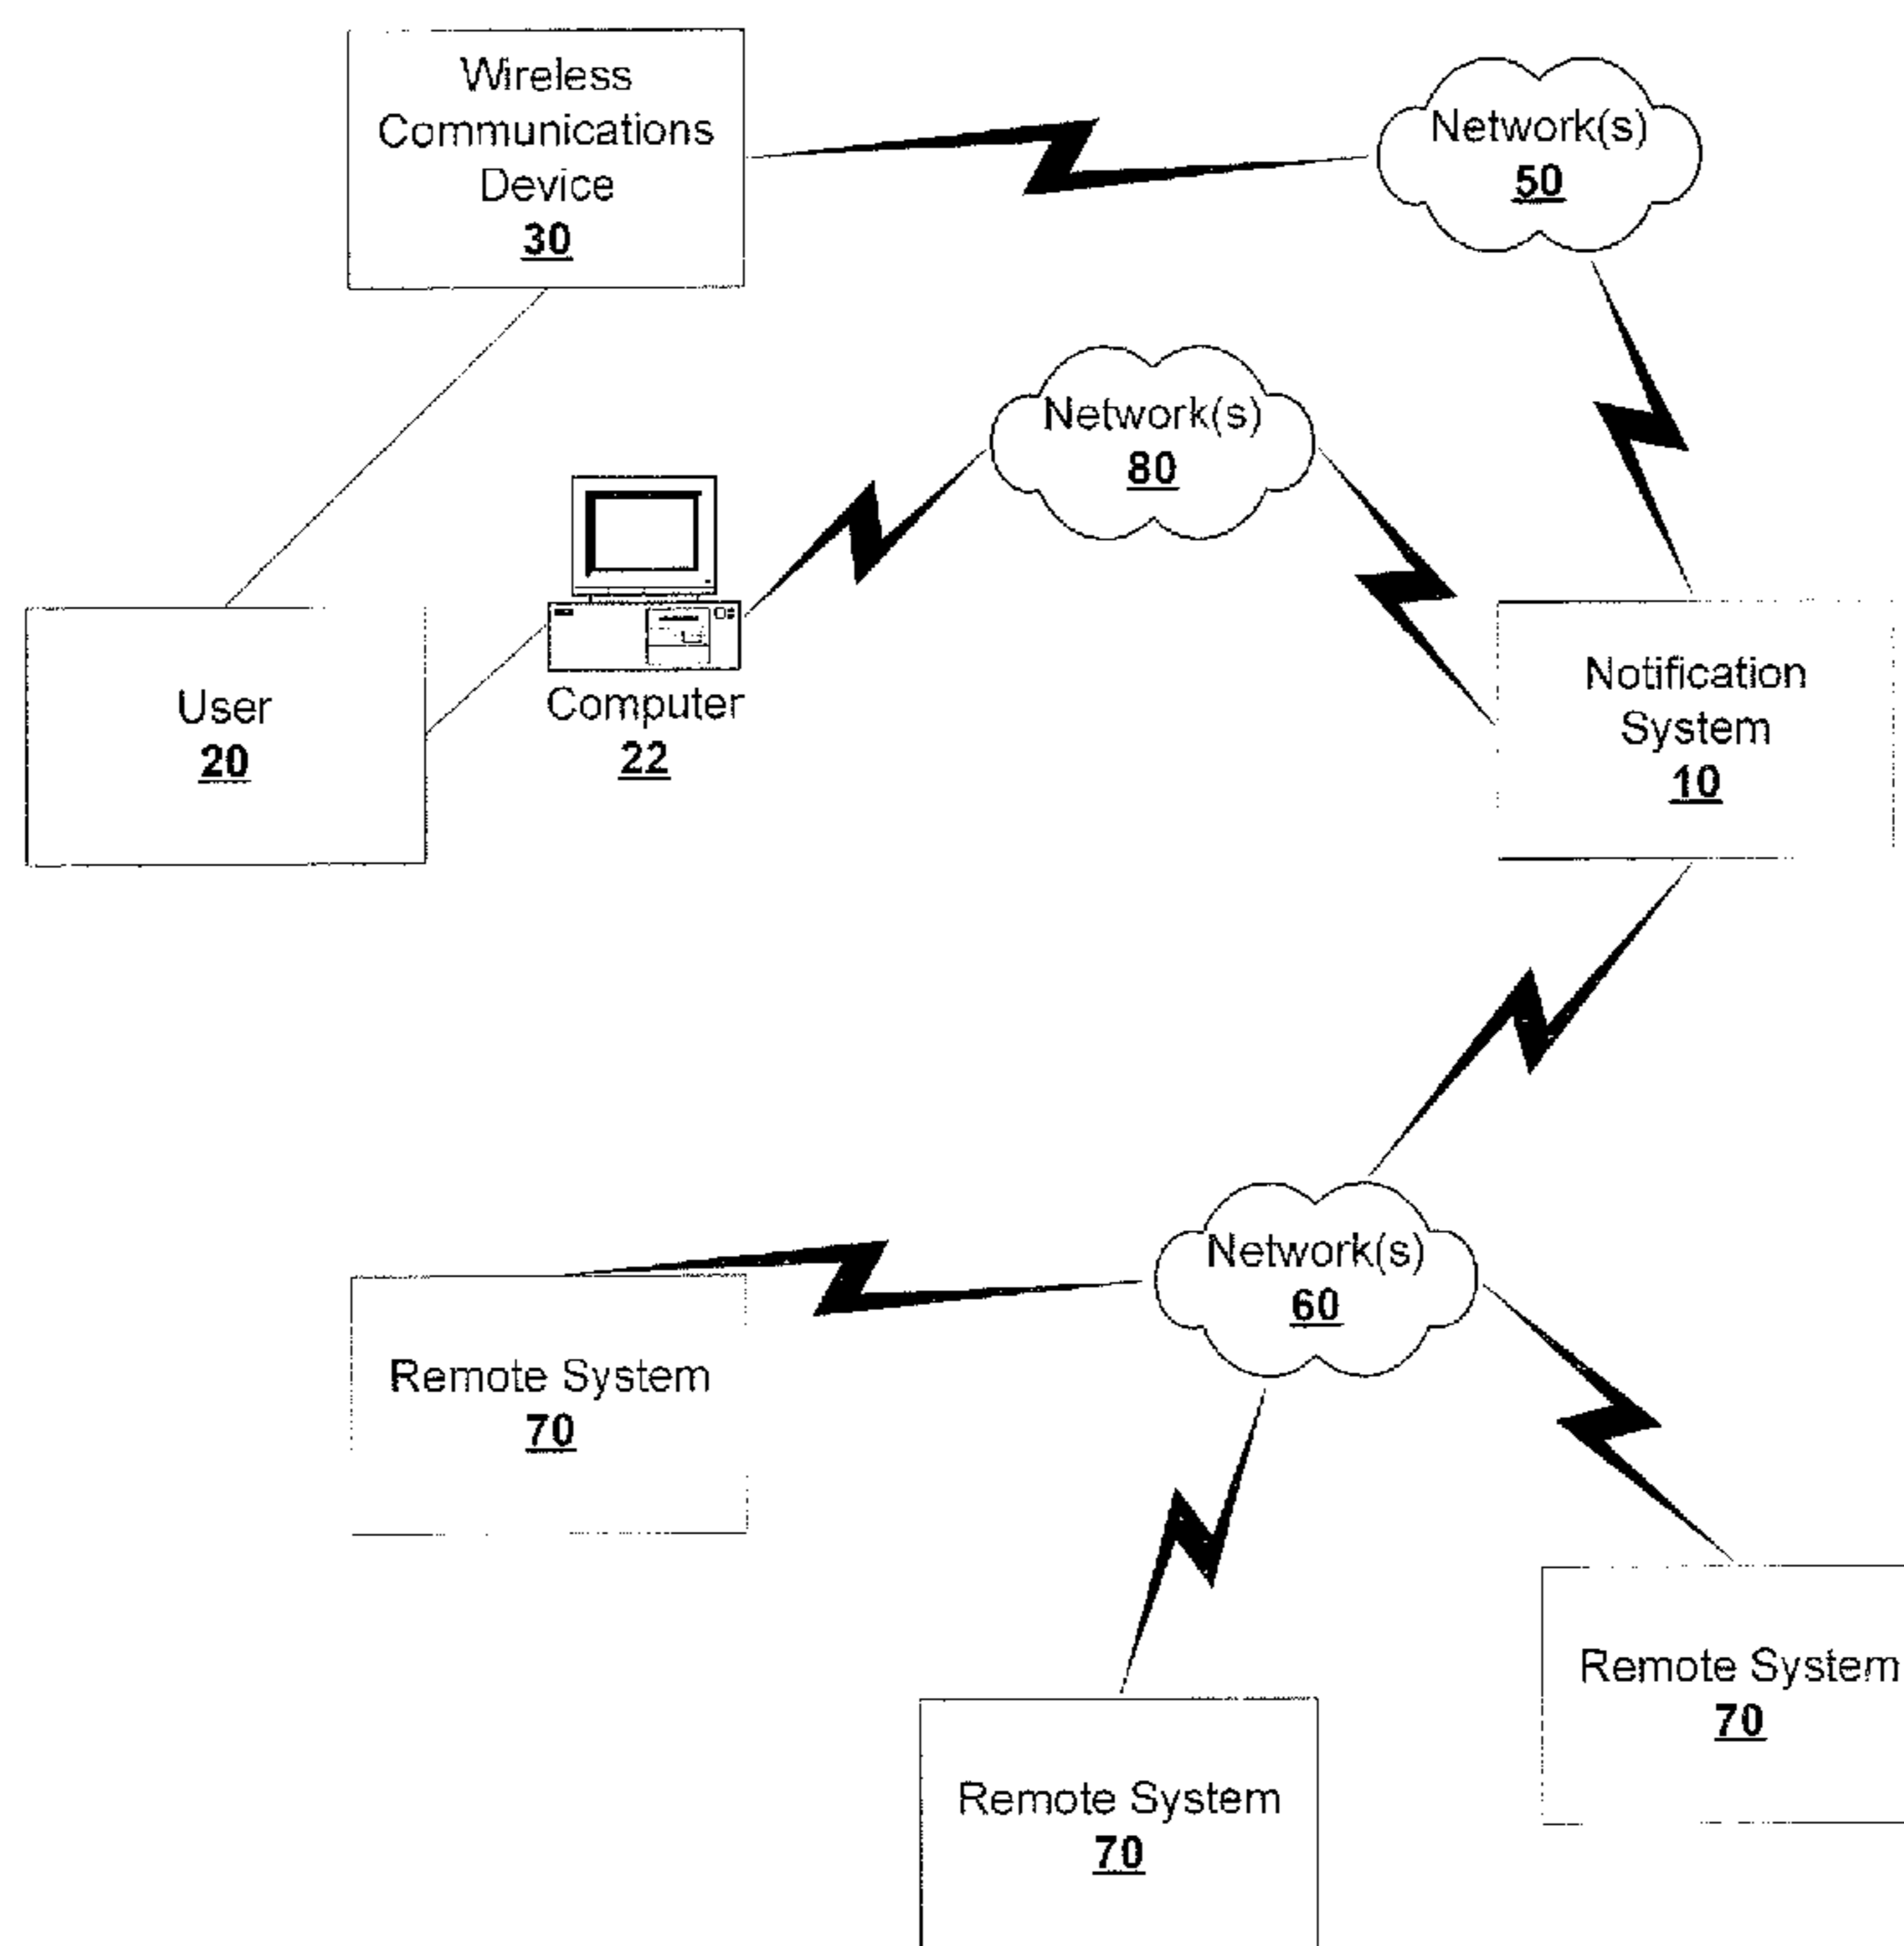 Wireless
Communications
Device
30
Network(s)
50
Network(s)
80
User
20
Computer
22
Notification
System
10
Network(s)
60
Remote System
70
Remote System
70
Remote System
70